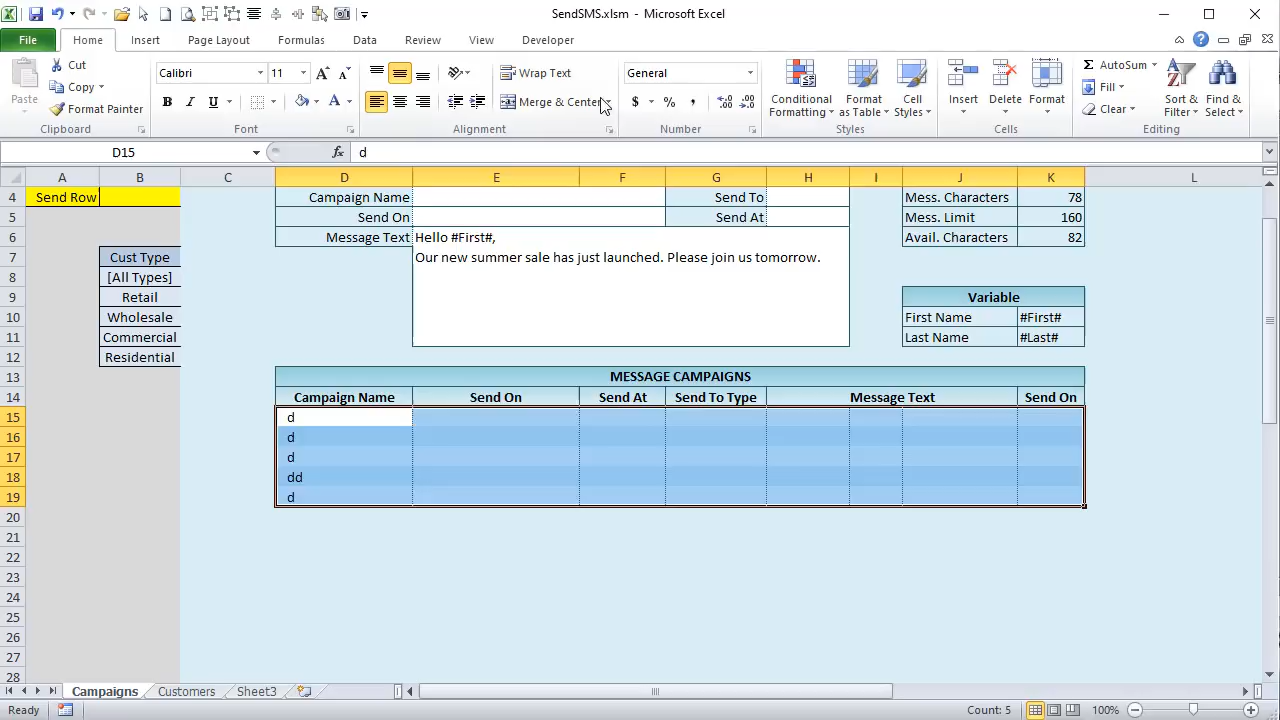 SendSMS.xlsm - Microsoft Excel
File Home Insert Page Layout Formulas Data Review View Developer
Paste Cut Copy Format Painter
Calibri 11 Wrap Text General AutoSum
B I U Merge & Center $ % , Conditional Formatting Format as Table Cell Styles Insert Delete Format Fill Clear Sort & Filter Find & Select
Clipboard Font Alignment Number Styles Cells Editing
D15 fx d
A B C D E F G H I J K L
4 Send Row Campaign Name Send To Mess. Characters 78
5 Send On Send At Mess. Limit 160
6 Message Text Hello #First#, Avail. Characters 82
7 Cust Type Our new summer sale has just launched. Please join us tomorrow.
8 [All Types]
9 Retail Variable
10 Wholesale First Name #First#
11 Commercial Last Name #Last#
12 Residential
13 MESSAGE CAMPAIGNS
14 Campaign Name Send On Send At Send To Type Message Text Send On
15 d
16 d
17 d
18 dd
19 d
20
21
22
23
24
25
26
27
28
Campaigns Customers Sheet3
Ready Count: 5 100%